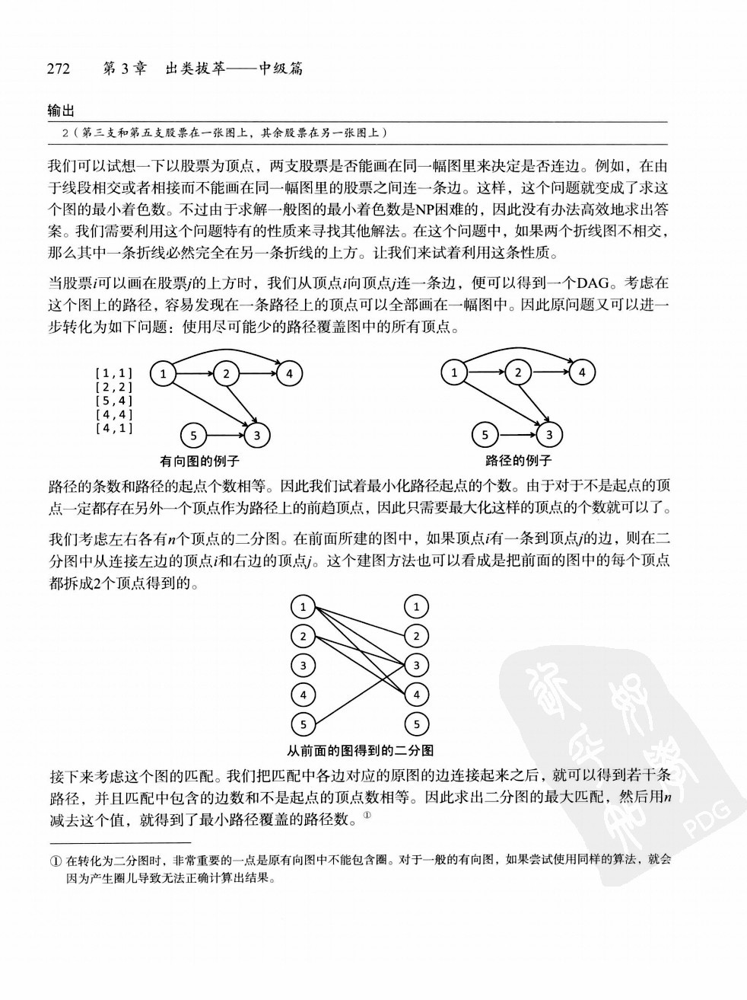 272 第3章 出类拔萃——中级篇
输出
2(第三支和第五支股票在一张图上，其余股票在另一张图上)
我们可以试想一下以股票为顶点，两支股票是否能画在同一幅图里来决定是否连边。例如，在由
于线段相交或者相接而不能画在同一幅图里的股票之间连一条边。这样，这个问题就变成了求这
个图的最小着色数。不过由于求解一般图的最小着色数是NP困难的，因此没有办法高效地求出答
案。我们需要利用这个问题特有的性质来寻找其他解法。在这个问题中，如果两个折线图不相交，
那么其中一条折线必然完全在另一条折线的上方。让我们来试着利用这条性质。
当股票i可以画在股票j的上方时，我们从顶点i向顶点j连一条边，便可以得到一个DAG。考虑在
这个图上的路径，容易发现在一条路径上的顶点可以全部画在一幅图中。因此原问题又可以进一
步转化为如下问题：使用尽可能少的路径覆盖图中的所有顶点。
[1,1]
[2,2]
[5,4]
[4,4]
[4,1]
1 2 4
5 3
有向图的例子
1 2 4
5 3
路径的例子
路径的条数和路径的起点个数相等。因此我们试着最小化路径起点的个数。由于对于不是起点的顶
点一定都存在另外一个顶点作为路径上的前趋顶点，因此只需要最大化这样的顶点的个数就可以了。
我们考虑左右各有n个顶点的二分图。在前面所建的图中，如果顶点i有一条到顶点j的边，则在二
分图中从连接左边的顶点i和右边的顶点j。这个建图方法也可以看成是把前面的图中的每个顶点
都拆成2个顶点得到的。
1 1
2 2
3 3
4 4
5 5
从前面的图得到的二分图
接下来考虑这个图的匹配。我们把匹配中各边对应的原图的边连接起来之后，就可以得到若干条
路径，并且匹配中包含的边数和不是起点的顶点数相等。因此求出二分图的最大匹配，然后用n
减去这个值，就得到了最小路径覆盖的路径数。①
① 在转化为二分图时，非常重要的一点是原有向图中不能包含圈。对于一般的有向图，如果尝试使用同样的算法，就会
因为产生圈儿导致无法正确计算出结果。
PDG